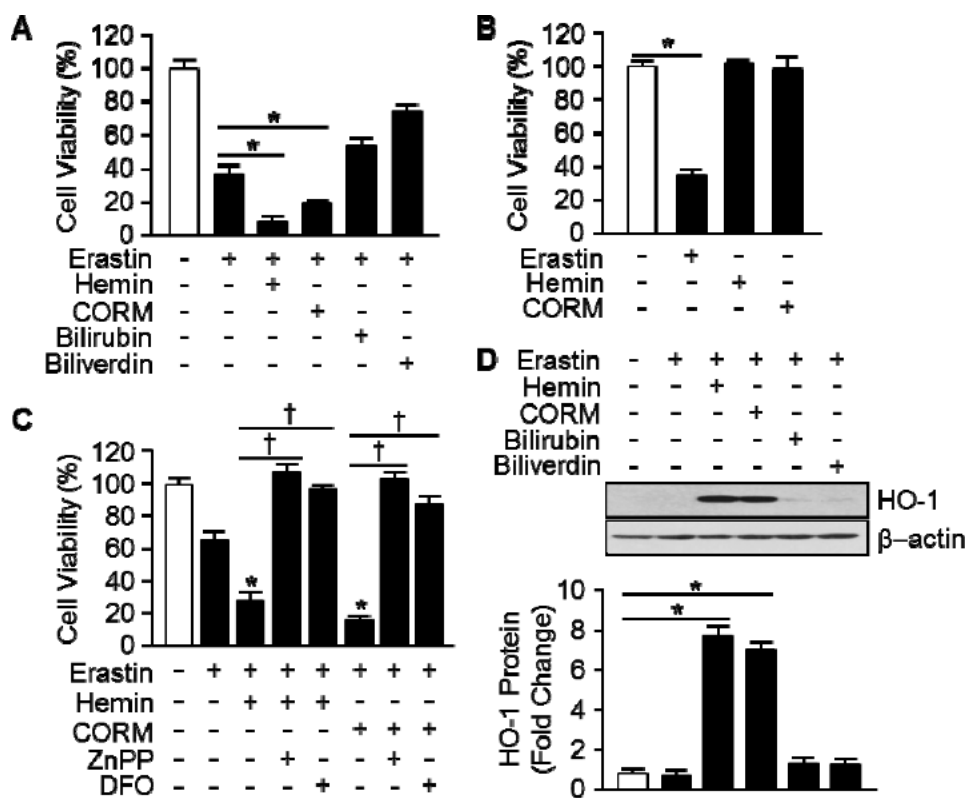 A
Cell Viability (%)
100
80
60
40
20
0
*
*
Erastin - + + + + +
Hemin - - + - - -
CORM - - - + - -
Bilirubin - - - - + -
Biliverdin - - - - - +
B
Cell Viability (%)
120
100
80
60
40
20
0
*
Erastin - + - -
Hemin - - + -
CORM - - - +
C
Cell Viability (%)
120
100
80
60
40
20
0
†
†
†
†
*
*
Erastin - + + + + + + +
Hemin - - + + + - - -
CORM - - - - - + + +
ZnPP - - - + - - + -
DFO - - - - + - - +
D
Erastin - + + + + +
Hemin - - + - - -
CORM - - - + - -
Bilirubin - - - - + -
Biliverdin - - - - - +
HO-1
β–actin
HO-1 Protein
(Fold Change)
10
8
6
4
2
0
*
*